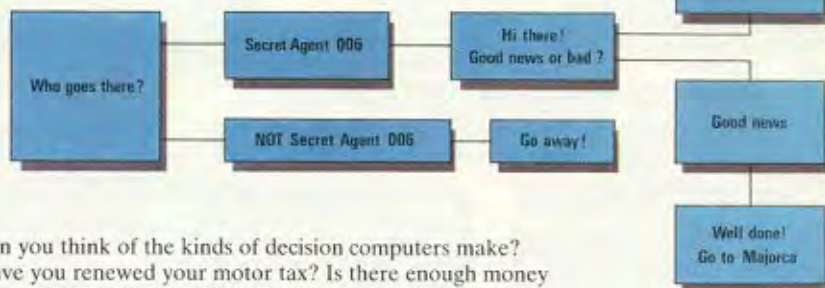 Who goes there?
Secret Agent 006
Hi there!
Good news or bad?
NOT Secret Agent 006
Go away!
Good news
Well done!
Go to Majorca
n you think of the kinds of decision computers make?
ave you renewed your motor tax? Is there enough money